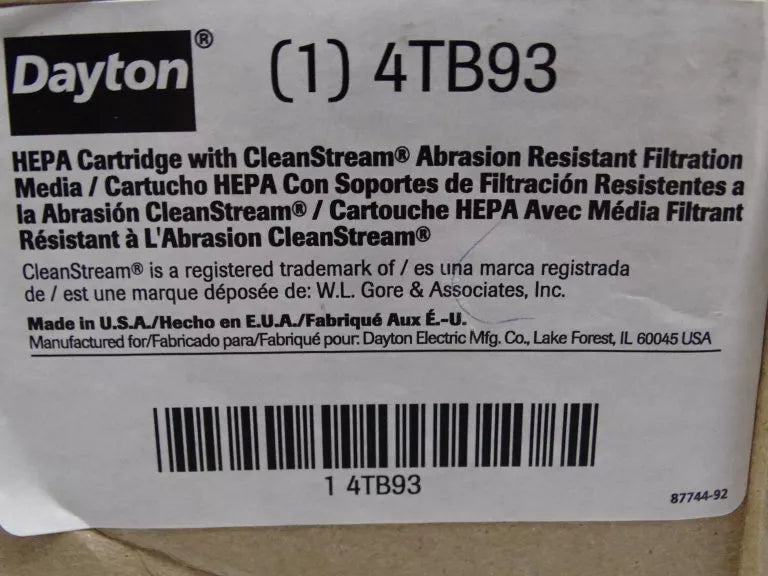 Dayton® (1) 4TB93
HEPA Cartridge with CleanStream® Abrasion Resistant Filtration
Media / Cartucho HEPA Con Soportes de Filtración Resistentes a
la Abrasión CleanStream® / Cartouche HEPA Avec Média Filtrant
Résistant à L'Abrasion CleanStream®
CleanStream® is a registered trademark of / es una marca registrada
de / est une marque déposée de: W.L. Gore & Associates, Inc.
Made in U.S.A./Hecho en E.U.A./Fabriqué Aux É.-U.
Manufactured for/Fabricado para/Fabriqué pour: Dayton Electric Mfg. Co., Lake Forest, IL 60045 USA
1 4TB93
87744-92